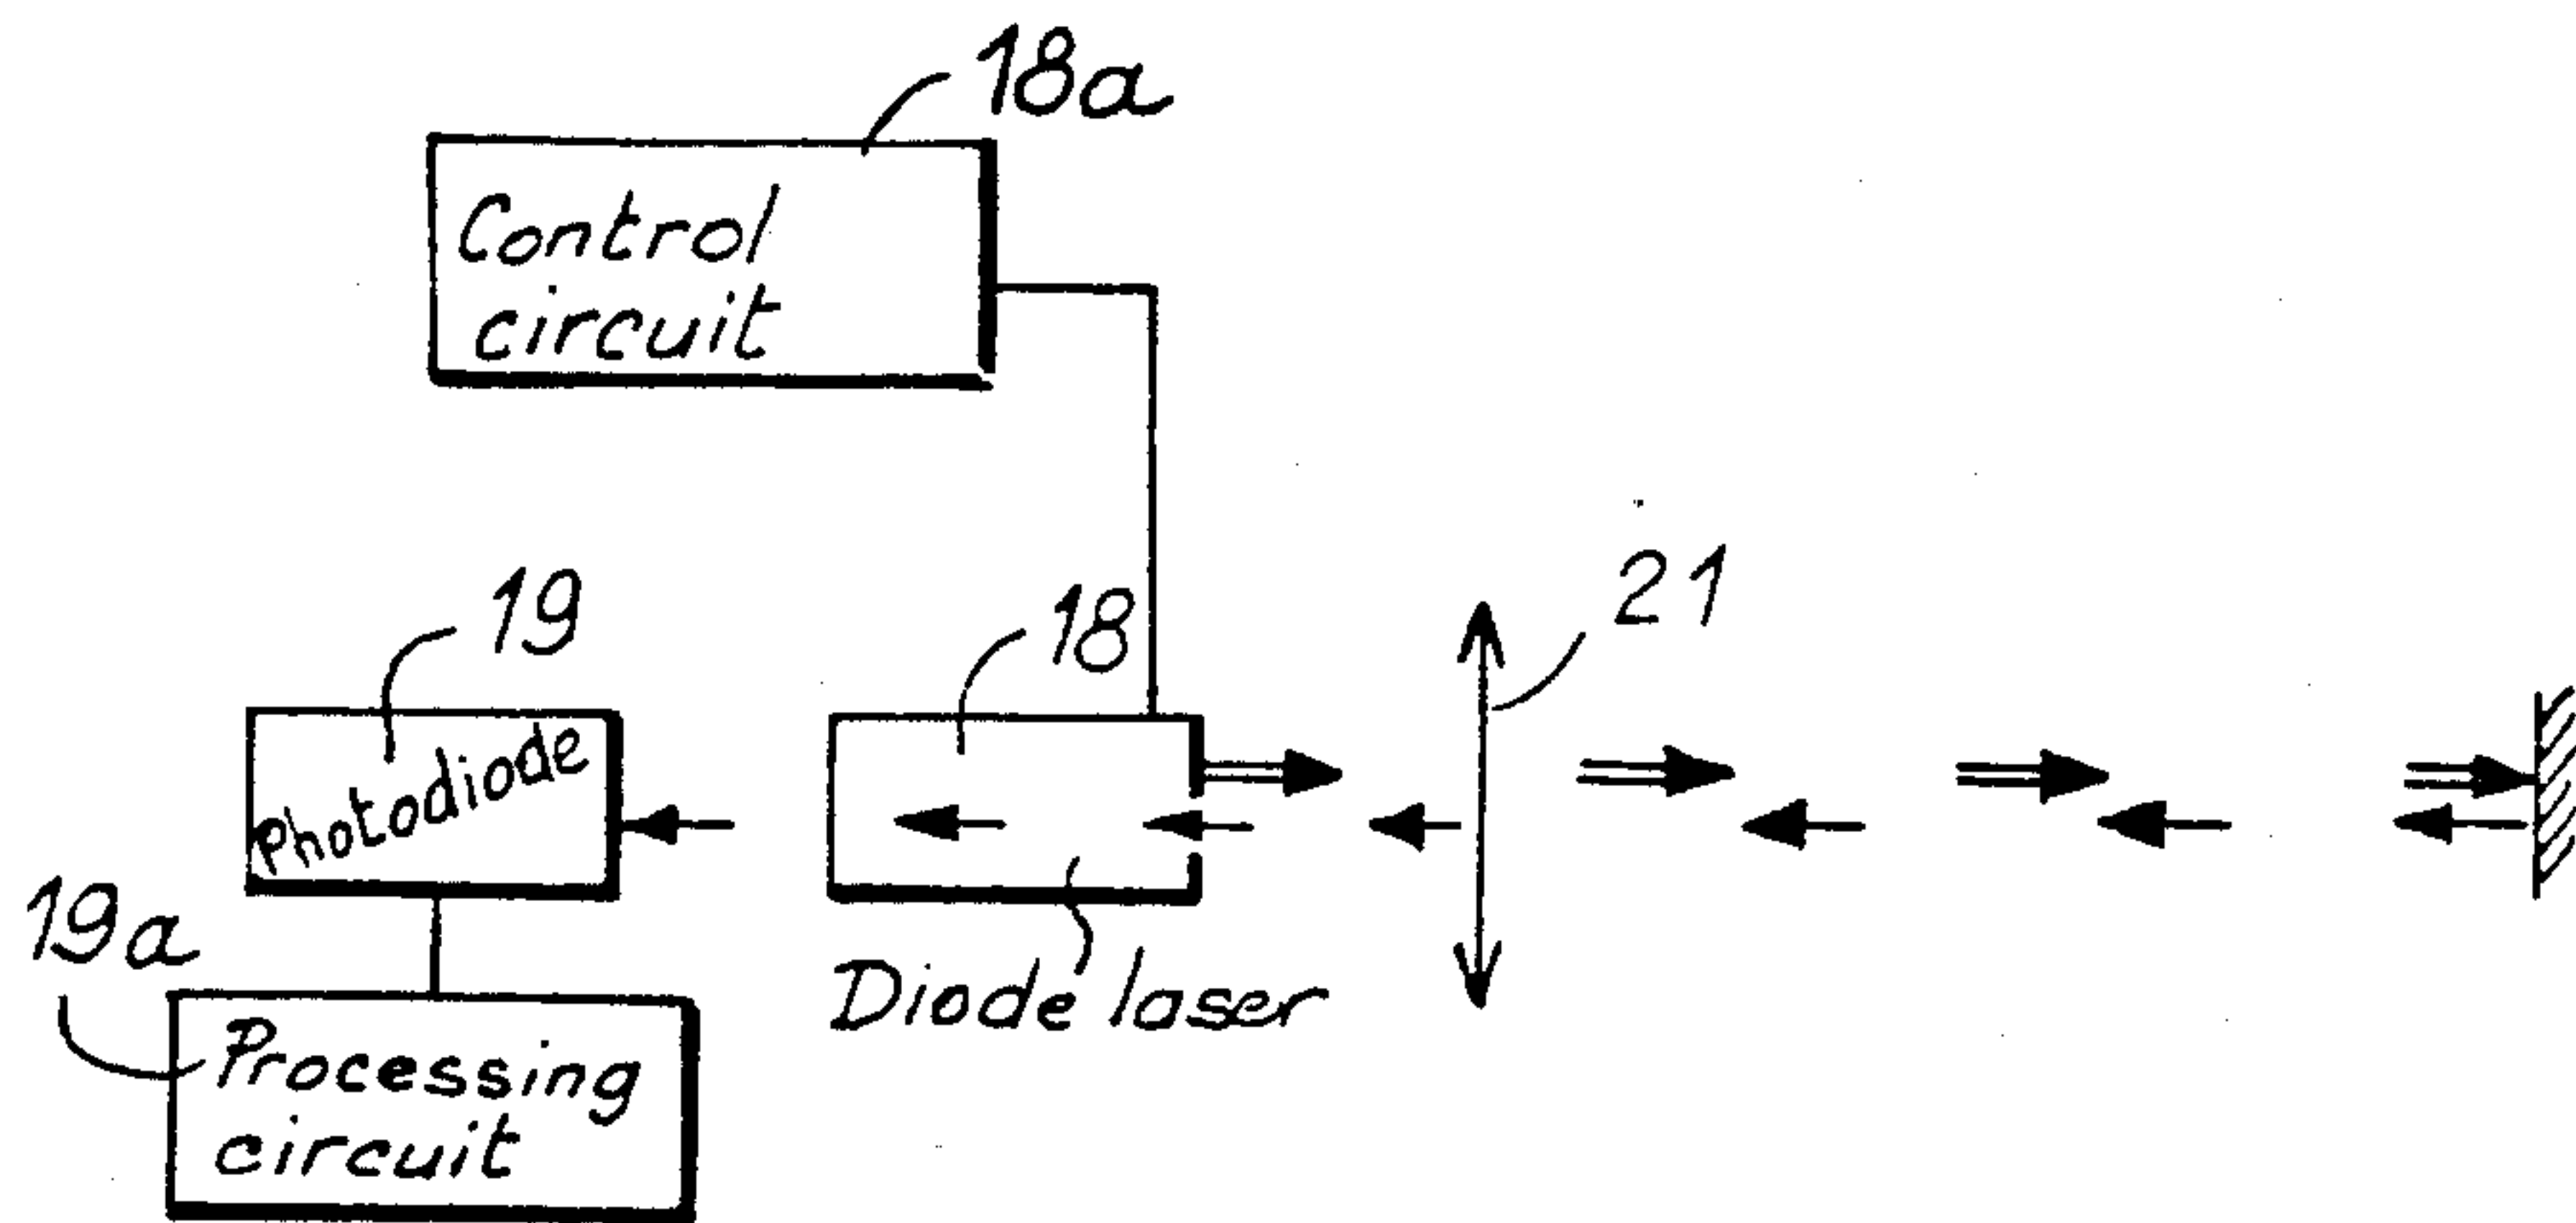 18a
Control
circuit
19
18
21
Photodiode
19a
Diode laser
Processing
circuit